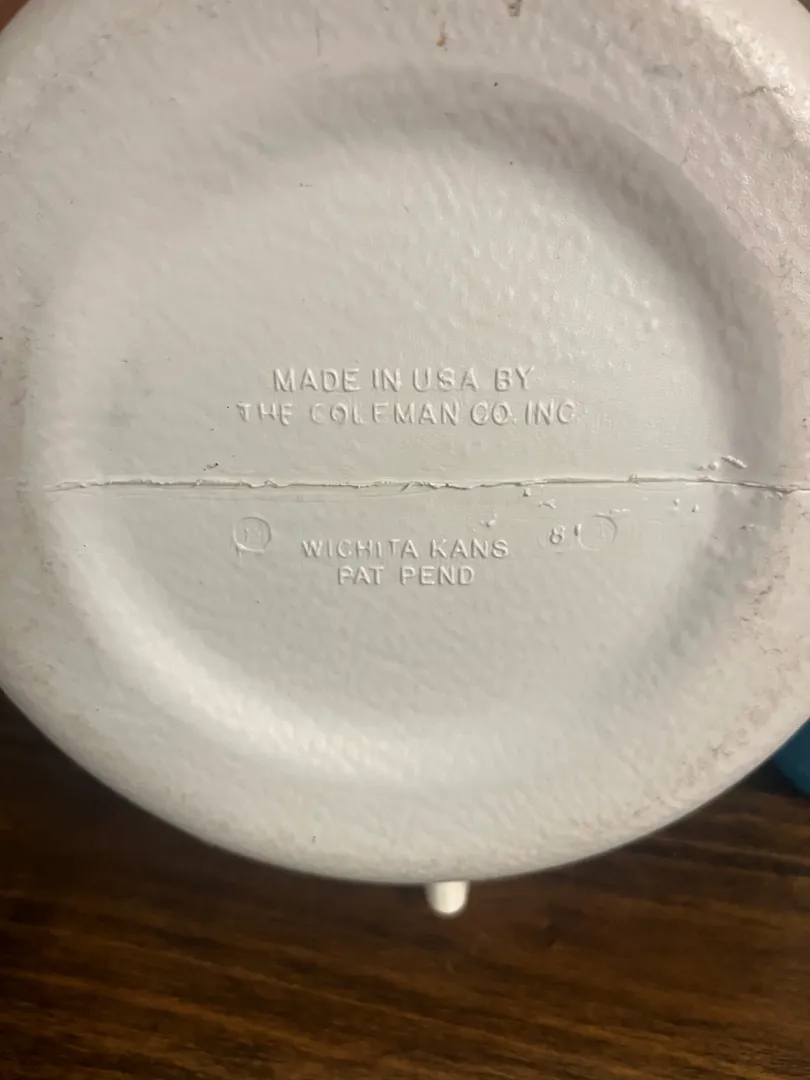 MADE IN USA BY
THE COLEMAN CO. INC
WICHITA KANS
PAT PEND